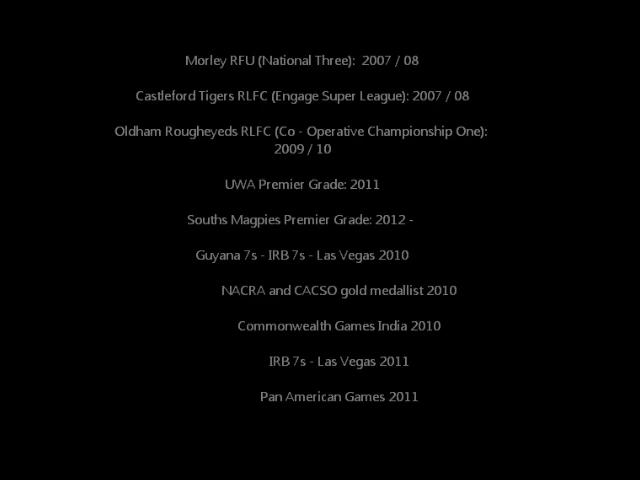 Morley RFU (National Three):  2007 / 08
Castleford Tigers RLFC (Engage Super League): 2007 / 08
Oldham Rougheyeds RLFC (Co - Operative Championship One):
2009 / 10
UWA Premier Grade: 2011
Souths Magpies Premier Grade: 2012 -
Guyana 7s - IRB 7s - Las Vegas 2010
NACRA and CACSO gold medallist 2010
Commonwealth Games India 2010
IRB 7s - Las Vegas 2011
Pan American Games 2011